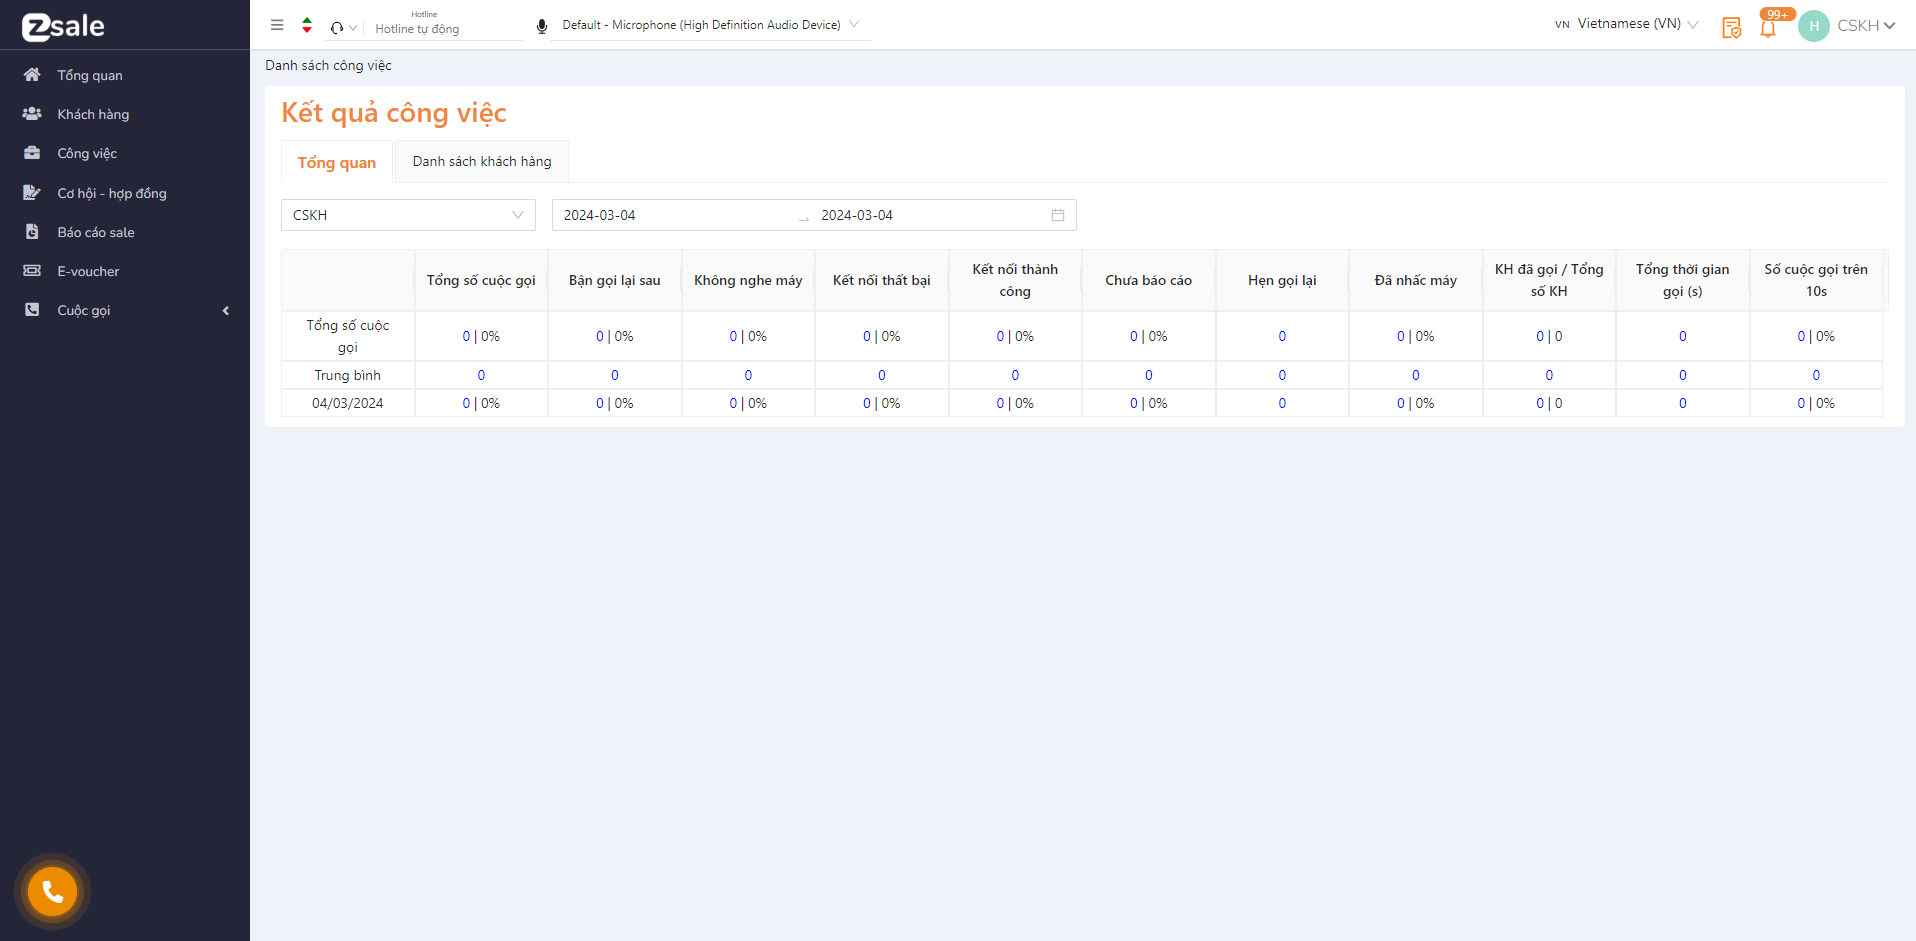 Zsale
Hotline
Hotline tự động
Default - Microphone (High Definition Audio Device)
VN Vietnamese (VN)
99+
H
CSKH
Tổng quan
Khách hàng
Công việc
Cơ hội - hợp đồng
Báo cáo sale
E-voucher
Cuộc gọi
Danh sách công việc
Kết quả công việc
Tổng quan Danh sách khách hàng
CSKH 2024-03-04 2024-03-04
Tổng số cuộc gọi Bận gọi lại sau Không nghe máy Kết nối thất bại Kết nối thành công Chưa báo cáo Hẹn gọi lại Đã nhấc máy KH đã gọi / Tổng số KH Tổng thời gian gọi (s) Số cuộc gọi trên 10s
Tổng số cuộc gọi 0 | 0% 0 | 0% 0 | 0% 0 | 0% 0 | 0% 0 | 0% 0 0 | 0% 0 | 0 0 0 | 0%
Trung bình 0 0 0 0 0 0 0 0 0 0 0
04/03/2024 0 | 0% 0 | 0% 0 | 0% 0 | 0% 0 | 0% 0 | 0% 0 0 | 0% 0 | 0 0 0 | 0%